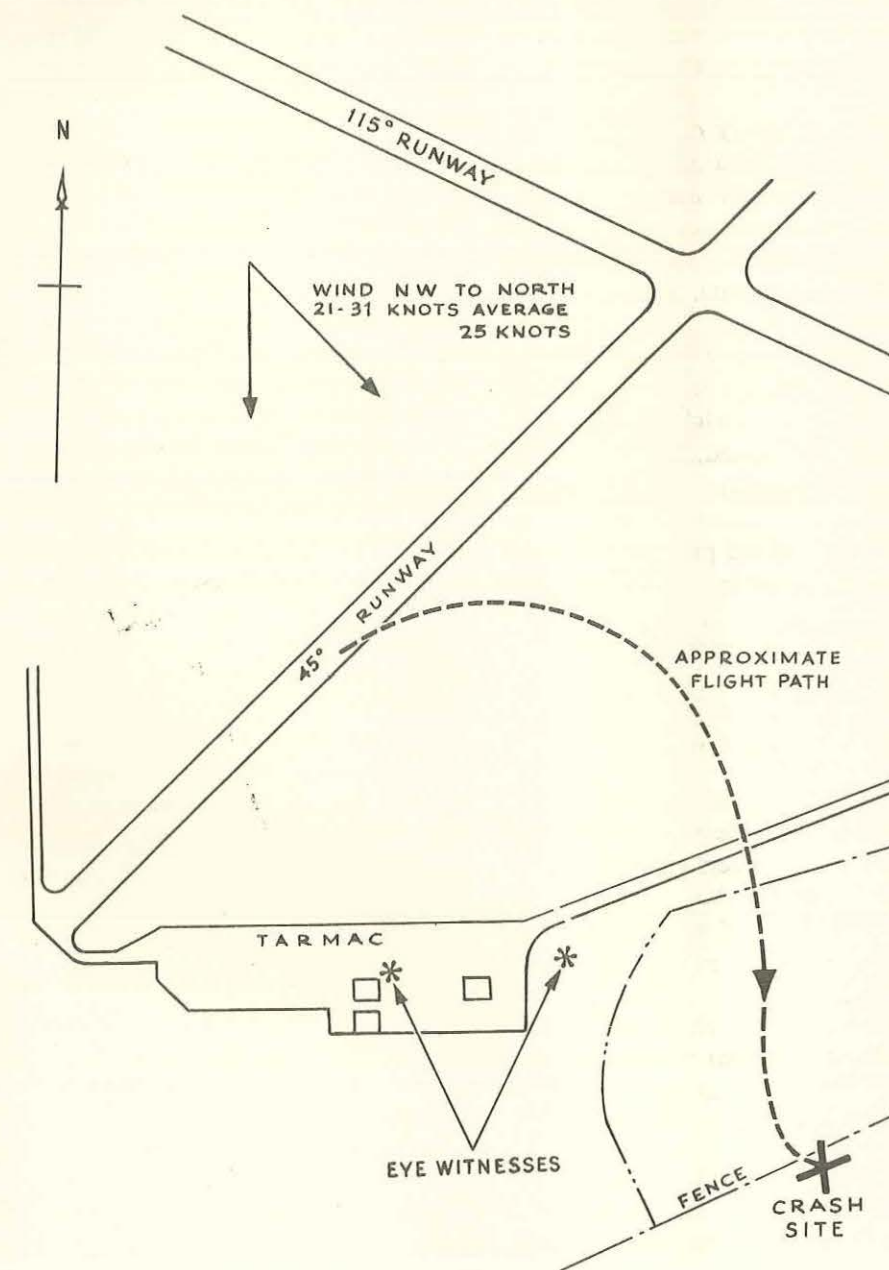 115° RUNWAY
N
WIND NW TO NORTH
21-31 KNOTS AVERAGE
25 KNOTS
45° RUNWAY
APPROXIMATE
FLIGHT PATH
TARMAC
EYE WITNESSES
FENCE
CRASH
SITE